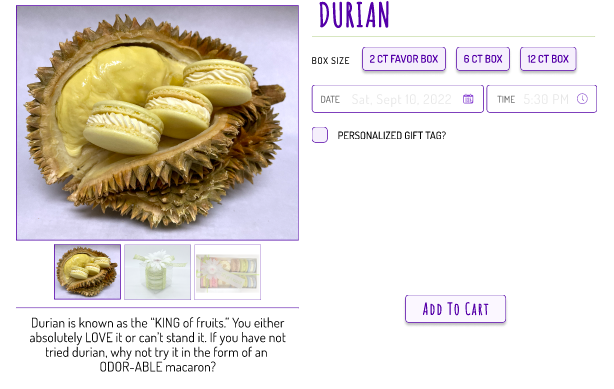 DURIAN
BOX SIZE 2 CT FAVOR BOX 6 CT BOX 12 CT BOX
DATE Sat. Sept 10, 2022 TIME 5:30 PM
PERSONALIZED GIFT TAG?
Add To Cart
Durian is known as the “KING of fruits.” You either
absolutely LOVE it or can’t stand it. If you have not
tried durian, why not try it in the form of an
ODOR-ABLE macaron?